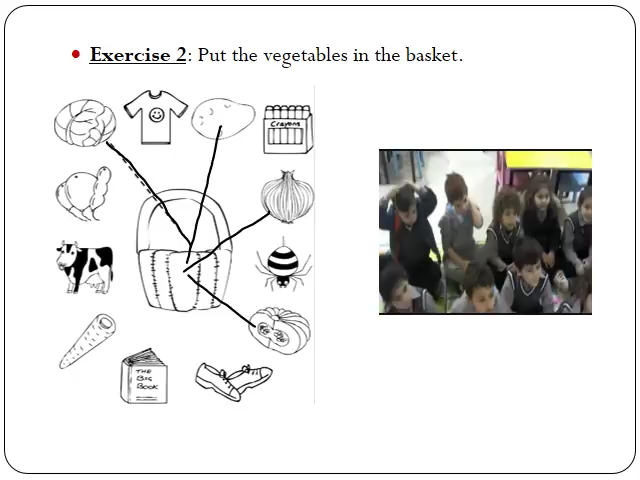 Exercise 2: Put the vegetables in the basket.
Crayons
THE
BIG
BOOK